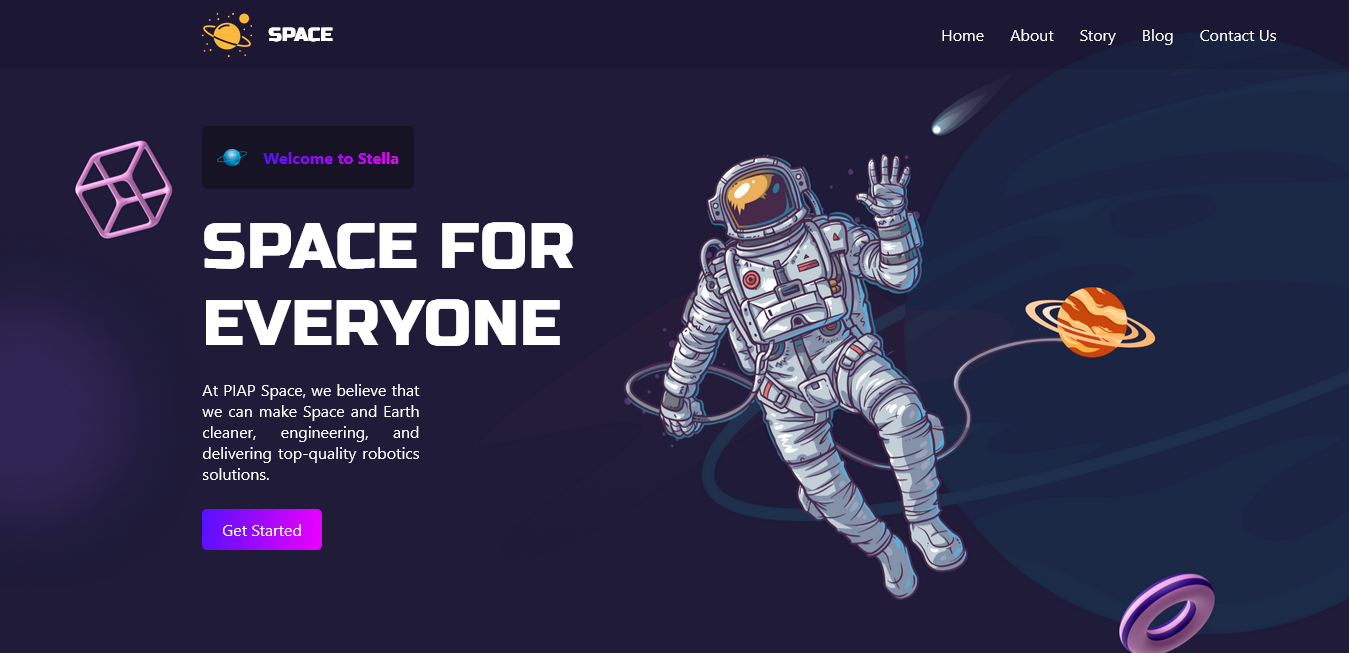 SPACE
Home About Story Blog Contact Us
Welcome to Stella
SPACE FOR
EVERYONE
At PIAP Space, we believe that
we can make Space and Earth
cleaner, engineering, and
delivering top-quality robotics
solutions.
Get Started